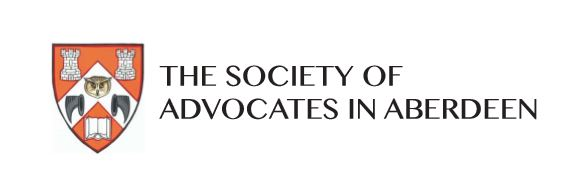 THE SOCIETY OF
ADVOCATES IN ABERDEEN